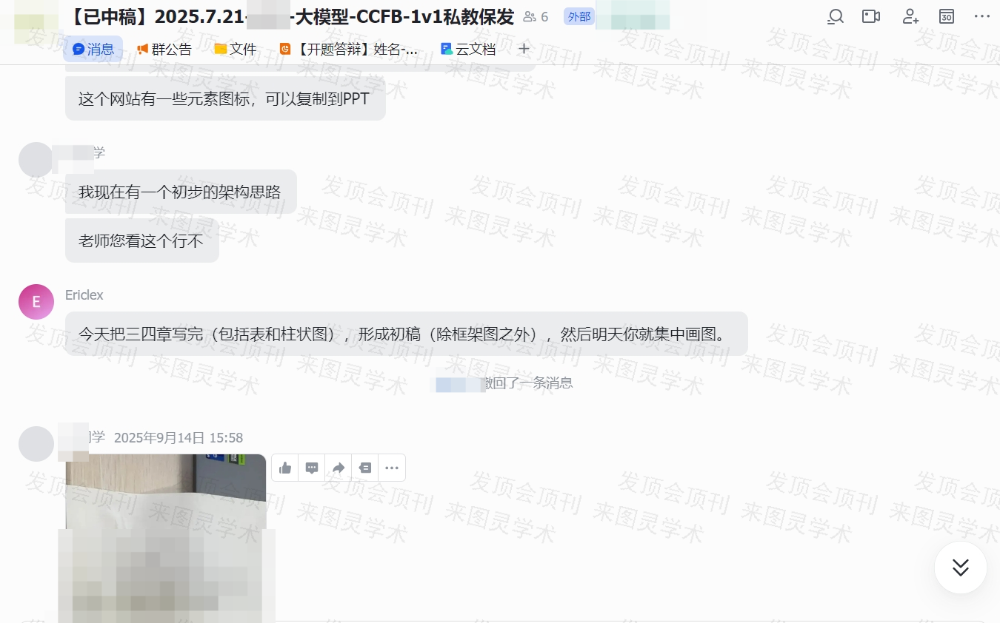 【已中稿】2025.7.21- -大模型-CCFB-1v1私教保发 6 外部
消息 群公告 文件 【开题答辩】姓名-... 云文档
这个网站有一些元素图标，可以复制到PPT
学
我现在有一个初步的架构思路
老师您看这个行不
E Ericlex
今天把三四章写完（包括表和柱状图），形成初稿（除框架图之外），然后明天你就集中画图。
撤回了一条消息
同学 2025年9月14日 15:58
发顶会顶刊
来图灵学术